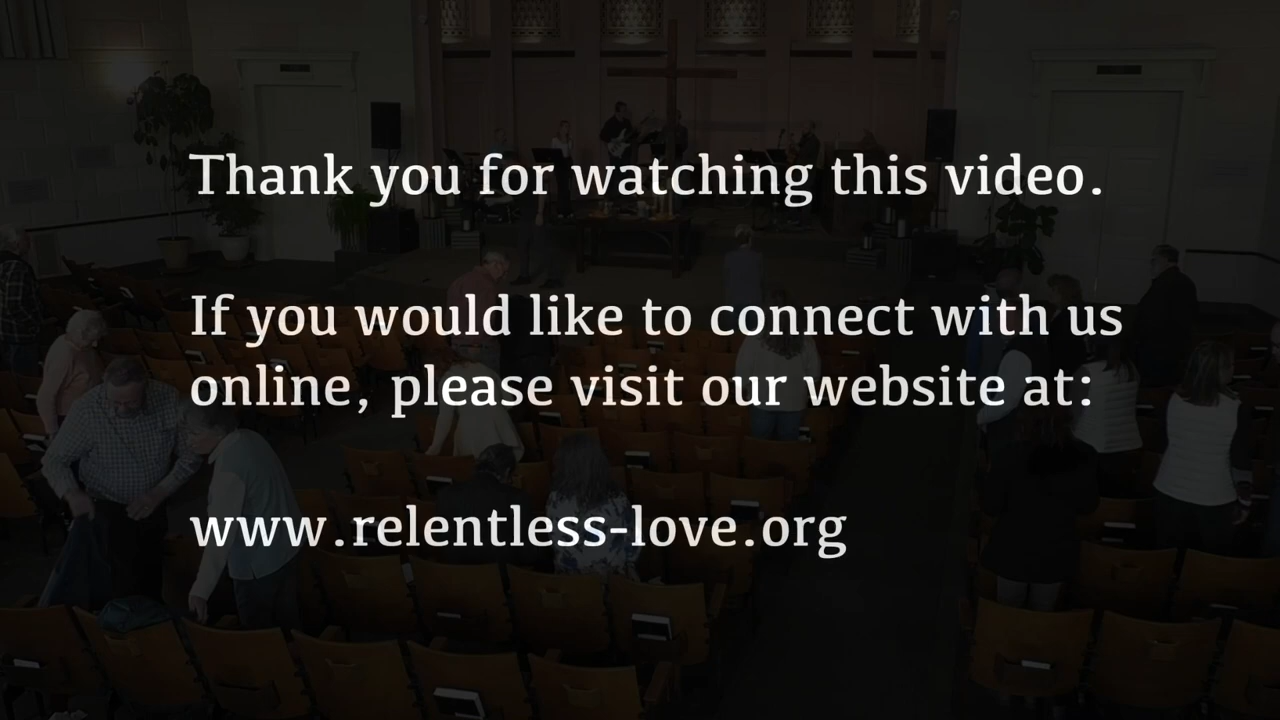 Thank you for watching this video.
If you would like to connect with us
online, please visit our website at:
www.relentless-love.org